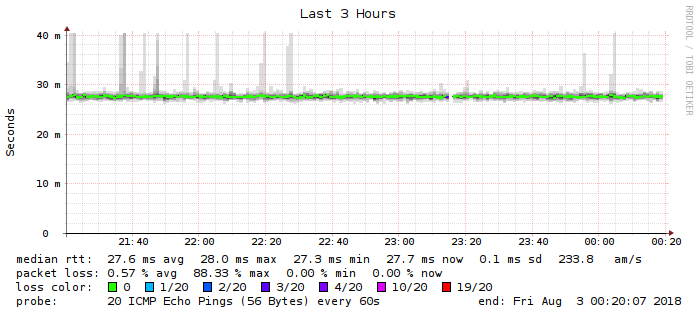 Last 3 Hours
RRDTOOL / TOBI OETIKER
Seconds
40 m
30 m
20 m
10 m
0
21:40 22:00 22:20 22:40 23:00 23:20 23:40 00:00 00:20
median rtt: 27.6 ms avg 28.0 ms max 27.3 ms min 27.7 ms now 0.1 ms sd 233.8 am/s
packet loss: 0.57 % avg 88.33 % max 0.00 % min 0.00 % now
loss color: 0 1/20 2/20 3/20 4/20 10/20 19/20
probe: 20 ICMP Echo Pings (56 Bytes) every 60s end: Fri Aug 3 00:20:07 2018